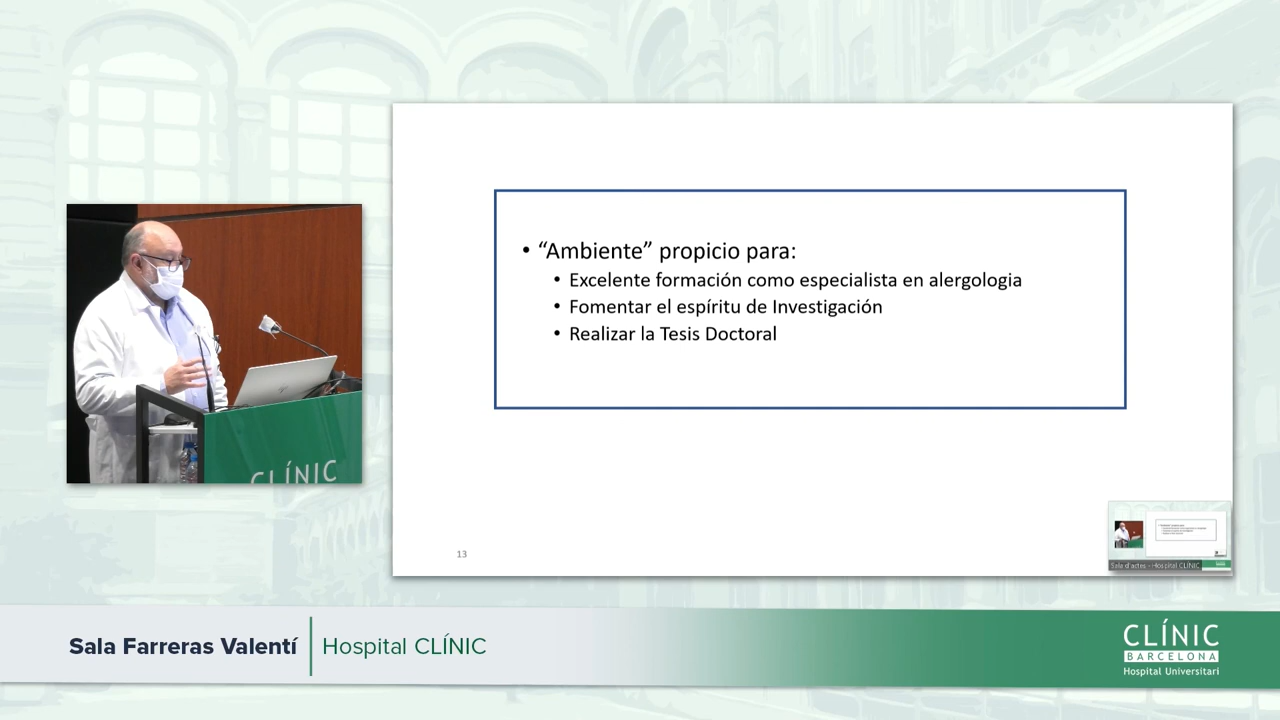 • “Ambiente” propicio para:
• Excelente formación como especialista en alergologia
• Fomentar el espíritu de Investigación
• Realizar la Tesis Doctoral
13
CLÍNIC
Sala d'actes - Hospital CLÍNIC
Sala Farreras Valentí
Hospital CLÍNIC
CLÍNIC
BARCELONA
Hospital Universitari